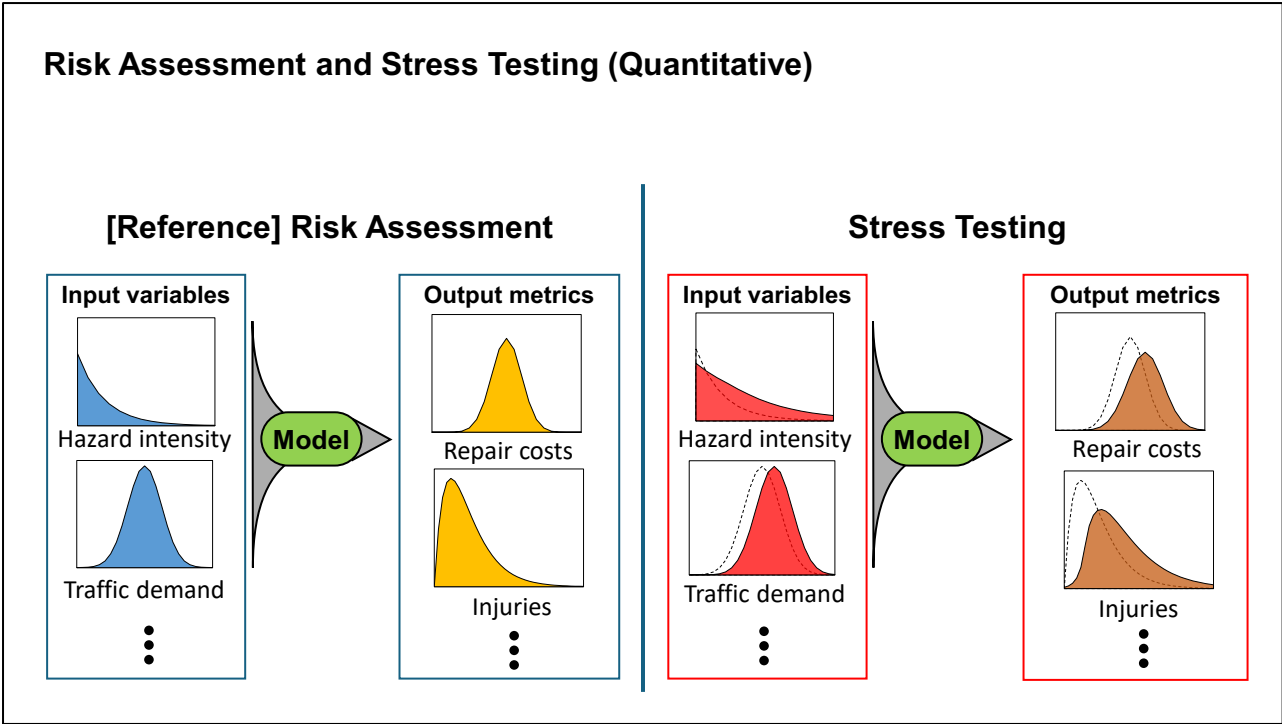 Risk Assessment and Stress Testing (Quantitative)
[Reference] Risk Assessment
Input variables
Hazard intensity
Traffic demand
Model
Output metrics
Repair costs
Injuries
Stress Testing
Input variables
Hazard intensity
Traffic demand
Model
Output metrics
Repair costs
Injuries